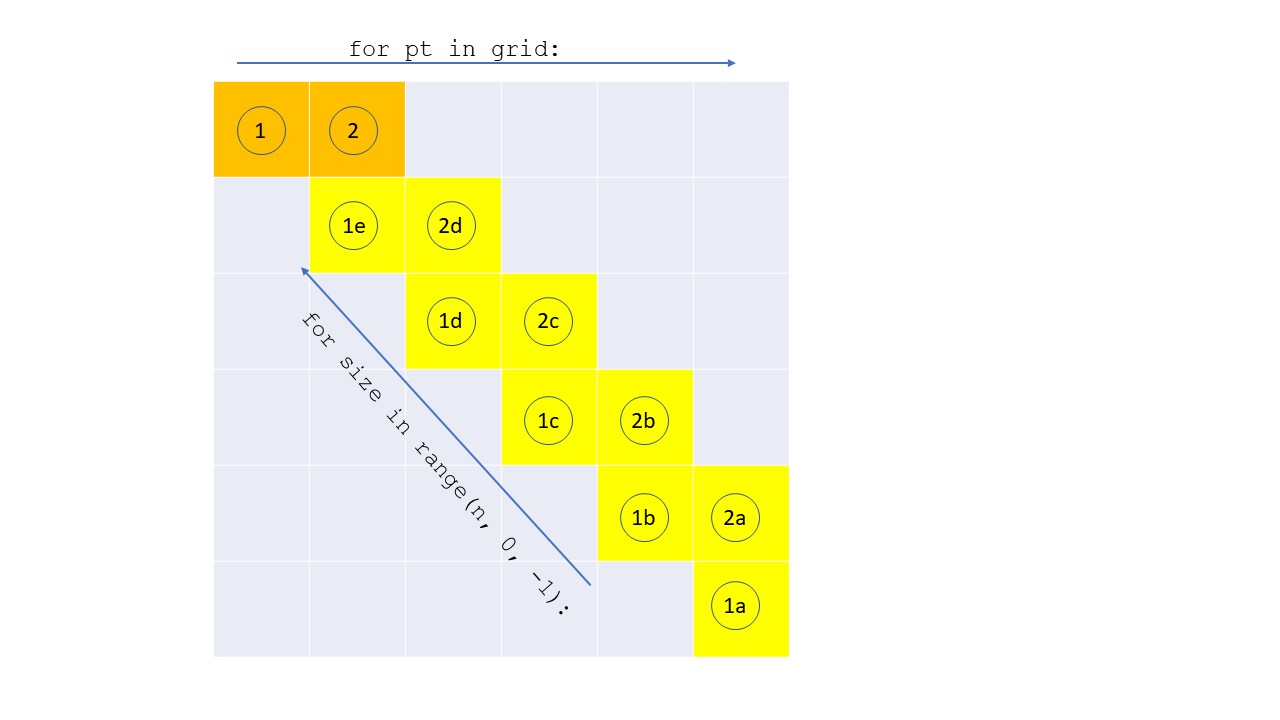 for pt in grid:
1 2
1e 2d
1d 2c
for size in range(n, 0, -1):
1c 2b
1b 2a
1a